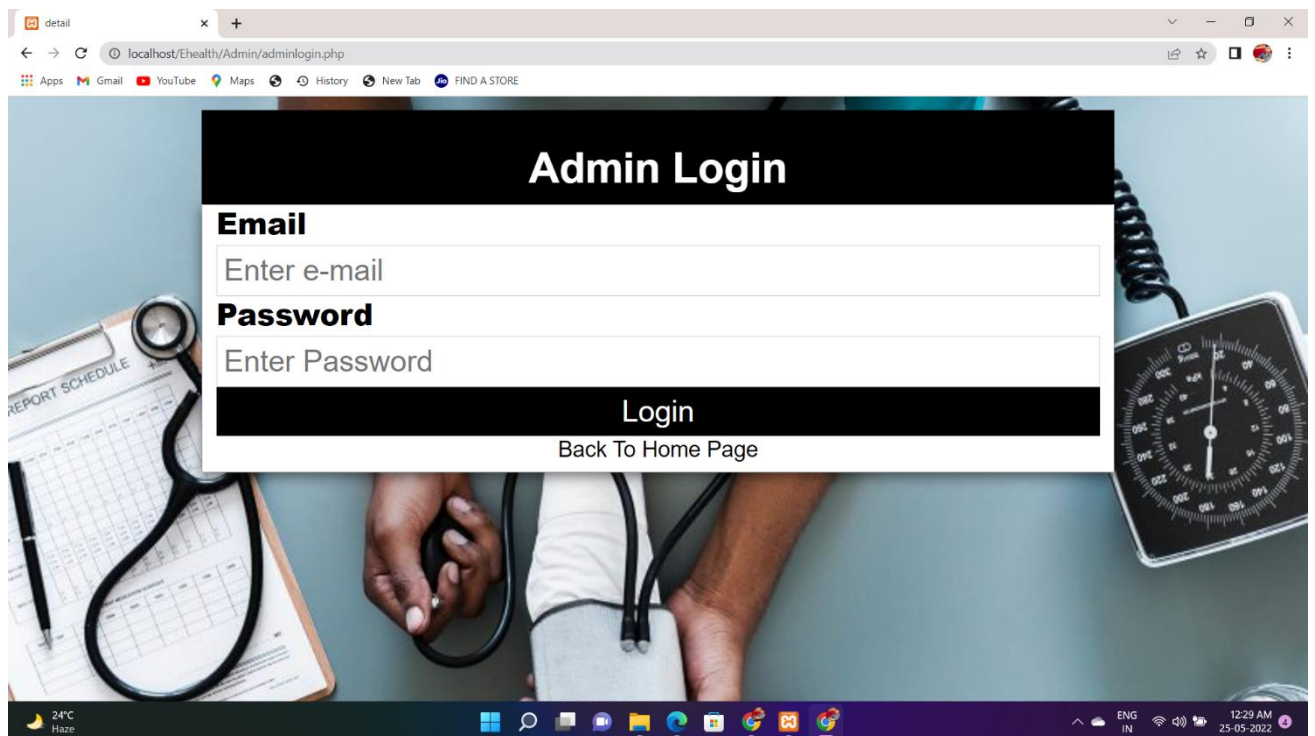 detail
localhost/Ehealth/Admin/adminlogin.php
Apps Gmail YouTube Maps History New Tab Jio FIND A STORE
Admin Login
Email
Enter e-mail
Password
Enter Password
Login
Back To Home Page
REPORT SCHEDULE
24°C
Haze
ENG
IN
12:29 AM
25-05-2022
4